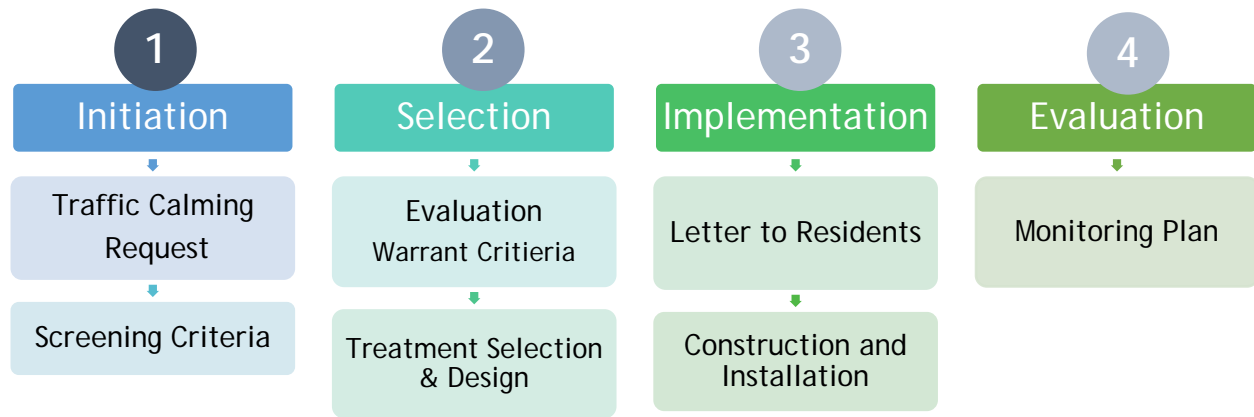 1
Initiation
Traffic Calming
Request
Screening Criteria
2
Selection
Evaluation
Warrant Critieria
Treatment Selection
& Design
3
Implementation
Letter to Residents
Construction and
Installation
4
Evaluation
Monitoring Plan